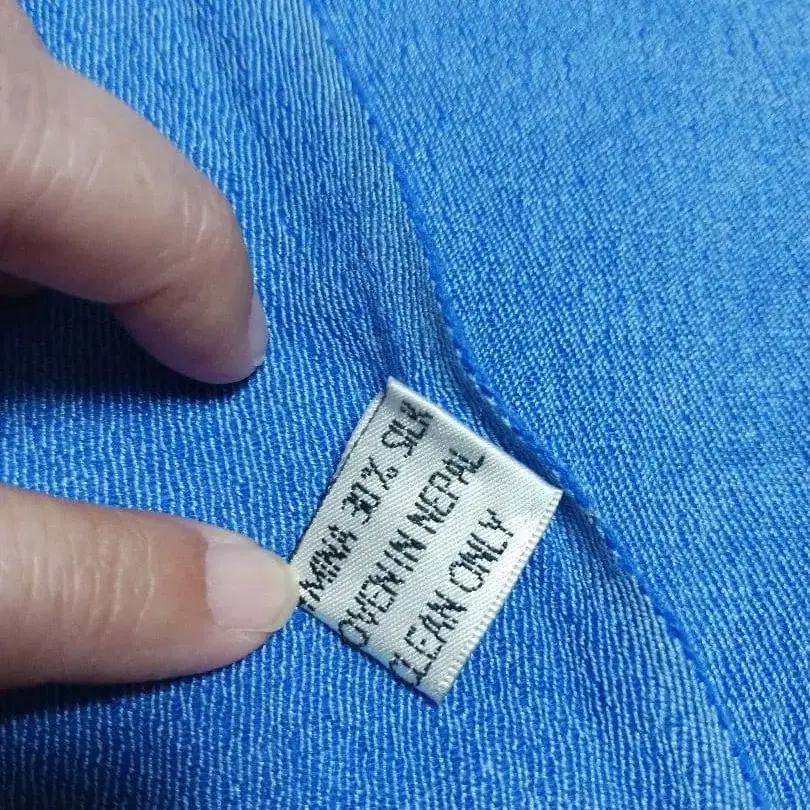 MINA 30% SILK
OVEN IN NEPAL
CLEAN ONLY